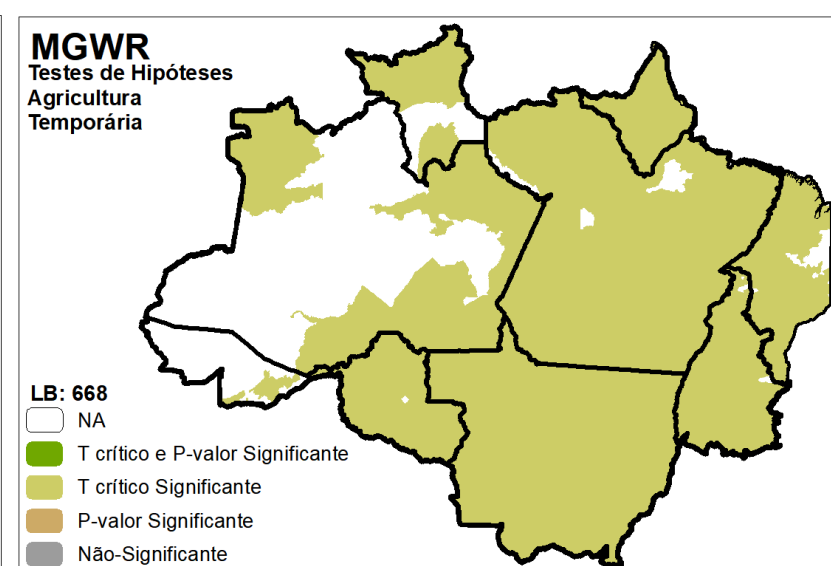 MGWR
Testes de Hipóteses
Agricultura
Temporária
LB: 668
NA
T crítico e P-valor Significante
T crítico Significante
P-valor Significante
Não-Significante